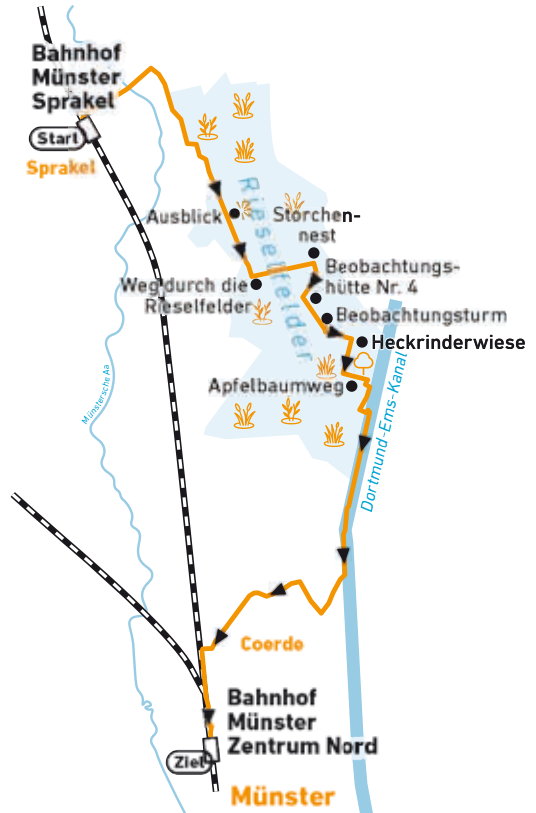 Bahnhof
Münster
Sprakel
Start
Sprakel
Rieselfelder
Ausblick
Storchen-
nest
Weg durch die
Rieselfelder
Beobachtungs-
hütte Nr. 4
Beobachtungsturm
Heckrinderwiese
Apfelbaumweg
Münstersche Aa
Dortmund-Ems-Kanal
Coerde
Bahnhof
Münster
Zentrum Nord
Ziel
Münster